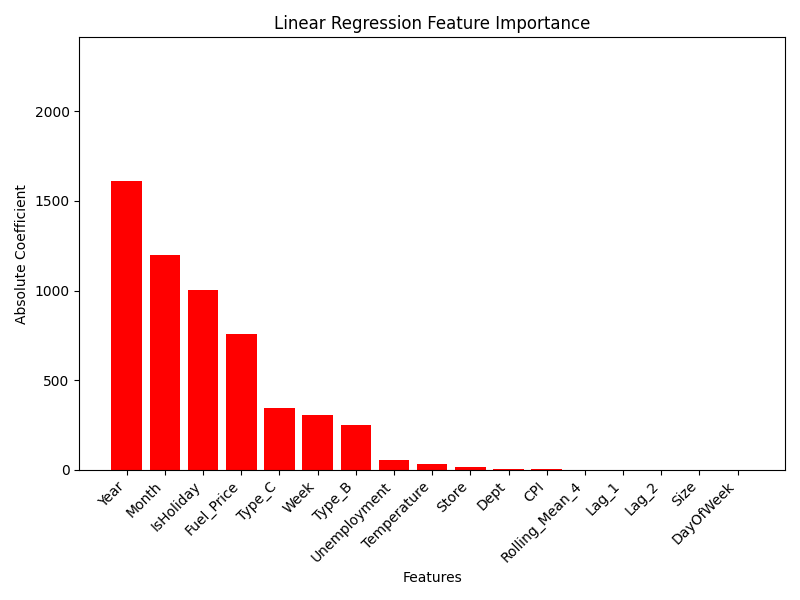 Linear Regression Feature Importance
Absolute Coefficient
2000
1500
1000
500
0
Year
Month
IsHoliday
Fuel_Price
Type_C
Week
Type_B
Unemployment
Temperature
Store
Dept
CPI
Rolling_Mean_4
Lag_1
Lag_2
Size
DayOfWeek
Features